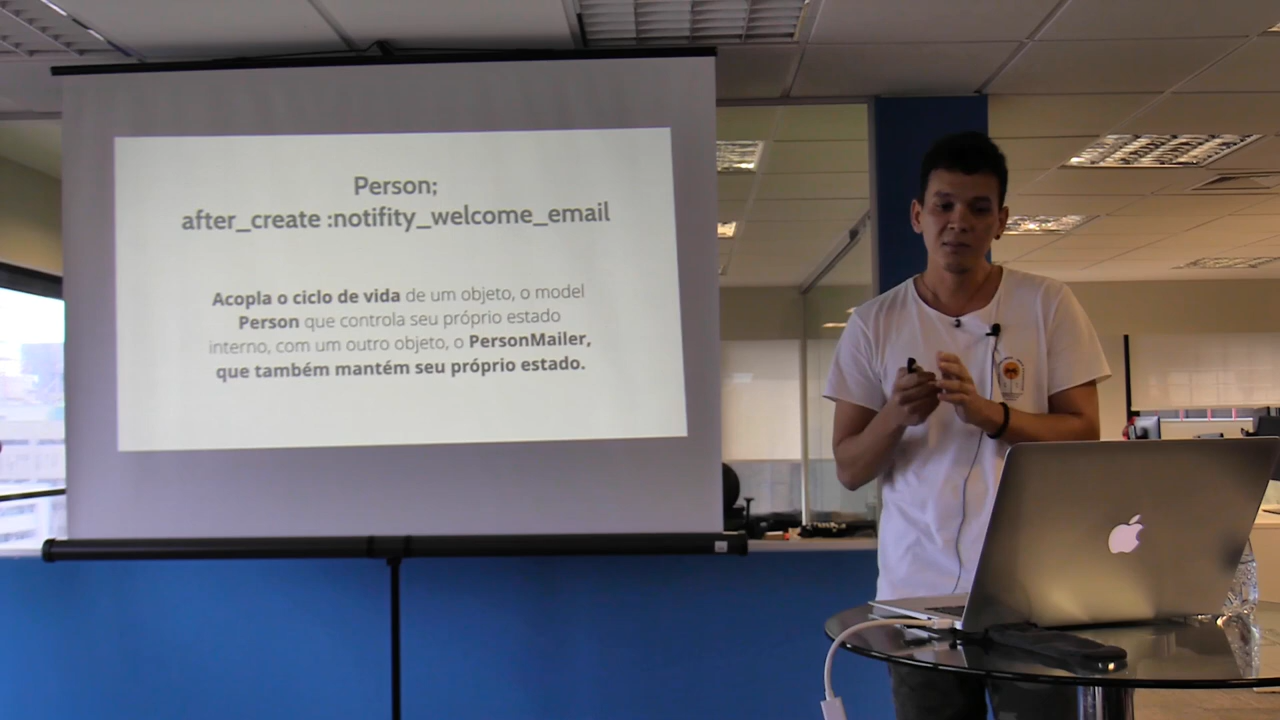 Person;
after_create :notifity_welcome_email
Acopla o ciclo de vida de um objeto, o model
Person que controla seu próprio estado
interno, com um outro objeto, o PersonMailer,
que também mantém seu próprio estado.